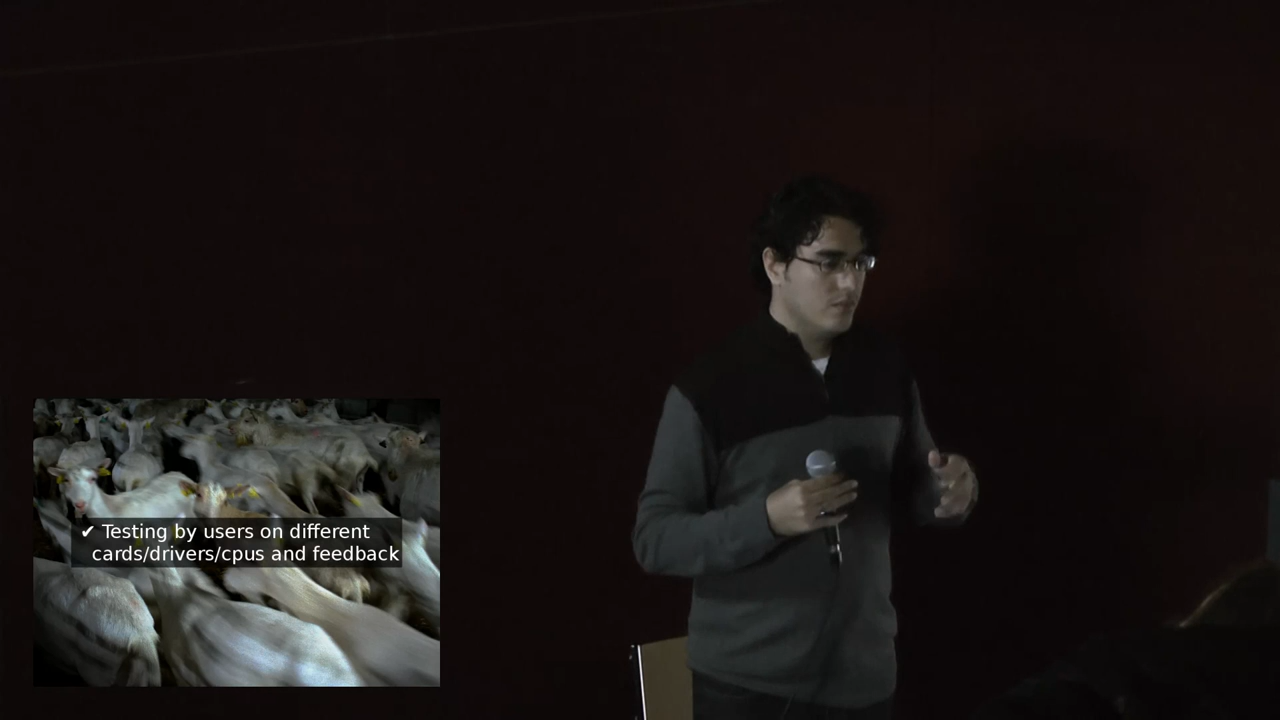 ✔ Testing by users on different
cards/drivers/cpus and feedback